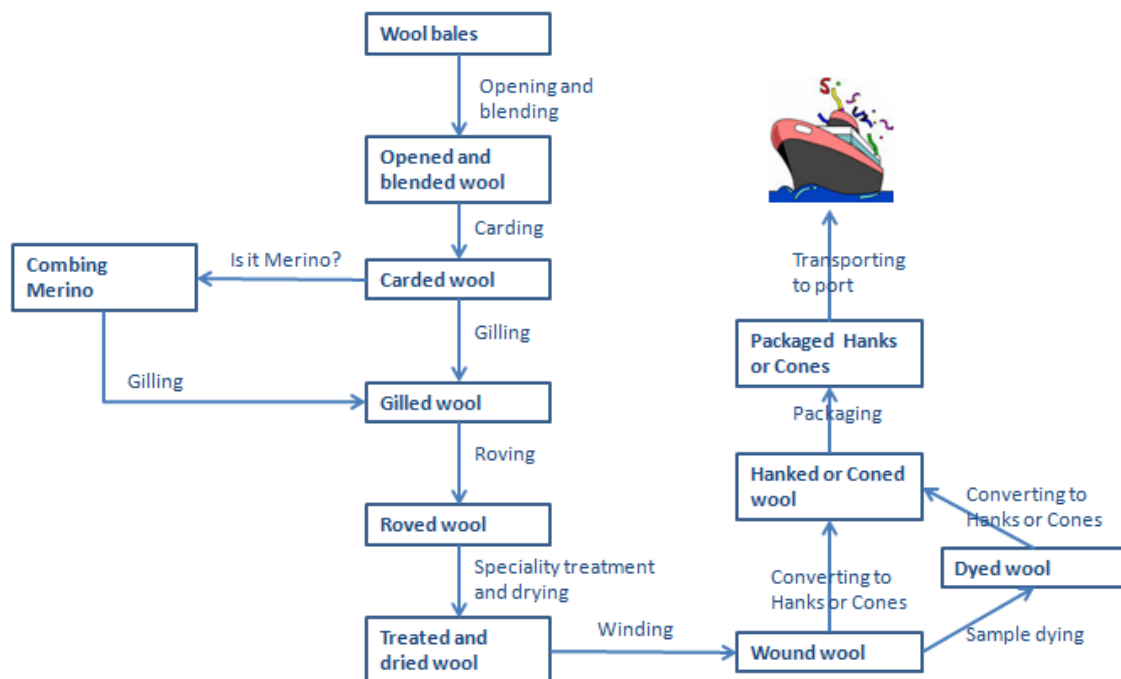 Wool bales
Opening and
blending
Opened and
blended wool
Carding
Is it Merino?
Combing
Merino
Carded wool
Gilling
Gilling
Gilled wool
Roving
Roved wool
Speciality treatment
and drying
Treated and
dried wool
Winding
Wound wool
Sample dying
Dyed wool
Converting to
Hanks or Cones
Converting to
Hanks or Cones
Hanked or Coned
wool
Packaging
Packaged Hanks
or Cones
Transporting
to port